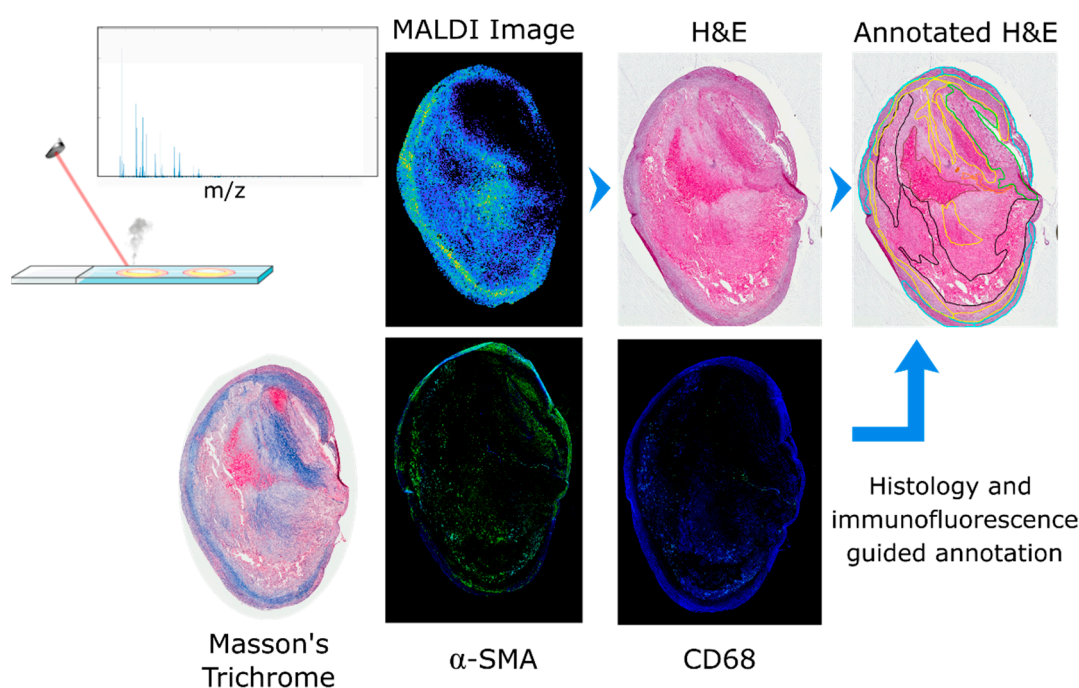 MALDI Image
H&E
Annotated H&E
m/z
Histology and
immunofluorescence
guided annotation
Masson's
Trichrome
α-SMA
CD68